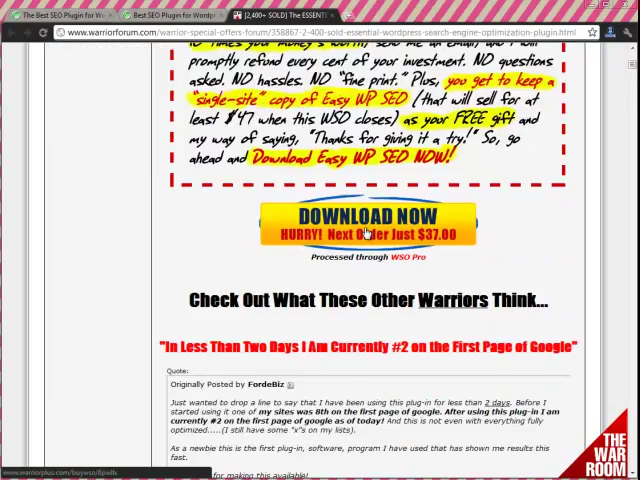 The Best SEO Plugin for W
Best SEO Plugin for Wordp
[2,400+ SOLD] The ESSENTI
www.warriorforum.com/warrior-special-offers-forum/358867-2-400-sold-essential-wordpress-search-engine-optimization-plugin.html
10 times your money's worth, send me an email, and I will
promptly refund every cent of your investment. NO questions
asked. NO hassles. NO "fine print." Plus, you get to keep a
"single-site" copy of Easy WP SEO (that will sell for at
least $47 when this WSO closes) as your FREE gift and
my way of saying, "Thanks for giving it a try!" So, go
ahead and Download Easy WP SEO NOW!
DOWNLOAD NOW
HURRY! Next Order Just $37.00
Processed through WSO Pro
Check Out What These Other Warriors Think...
"In Less Than Two Days I Am Currently #2 on the First Page of Google"
Quote:
Originally Posted by FordeBiz
Just wanted to drop a line to say that I have been using this plug-in for less than 2 days. Before I
started using it one of my sites was 8th on the first page of google. After using this plug-in I am
currently #2 on the first page of google as of today! And this is not even with everything fully
optimized.....(I still have some "x"s on my lists).
As a newbie this is the first plug-in, software, program I have used that has shown me results this
fast.
for making this available!
THE
WAR
ROOM